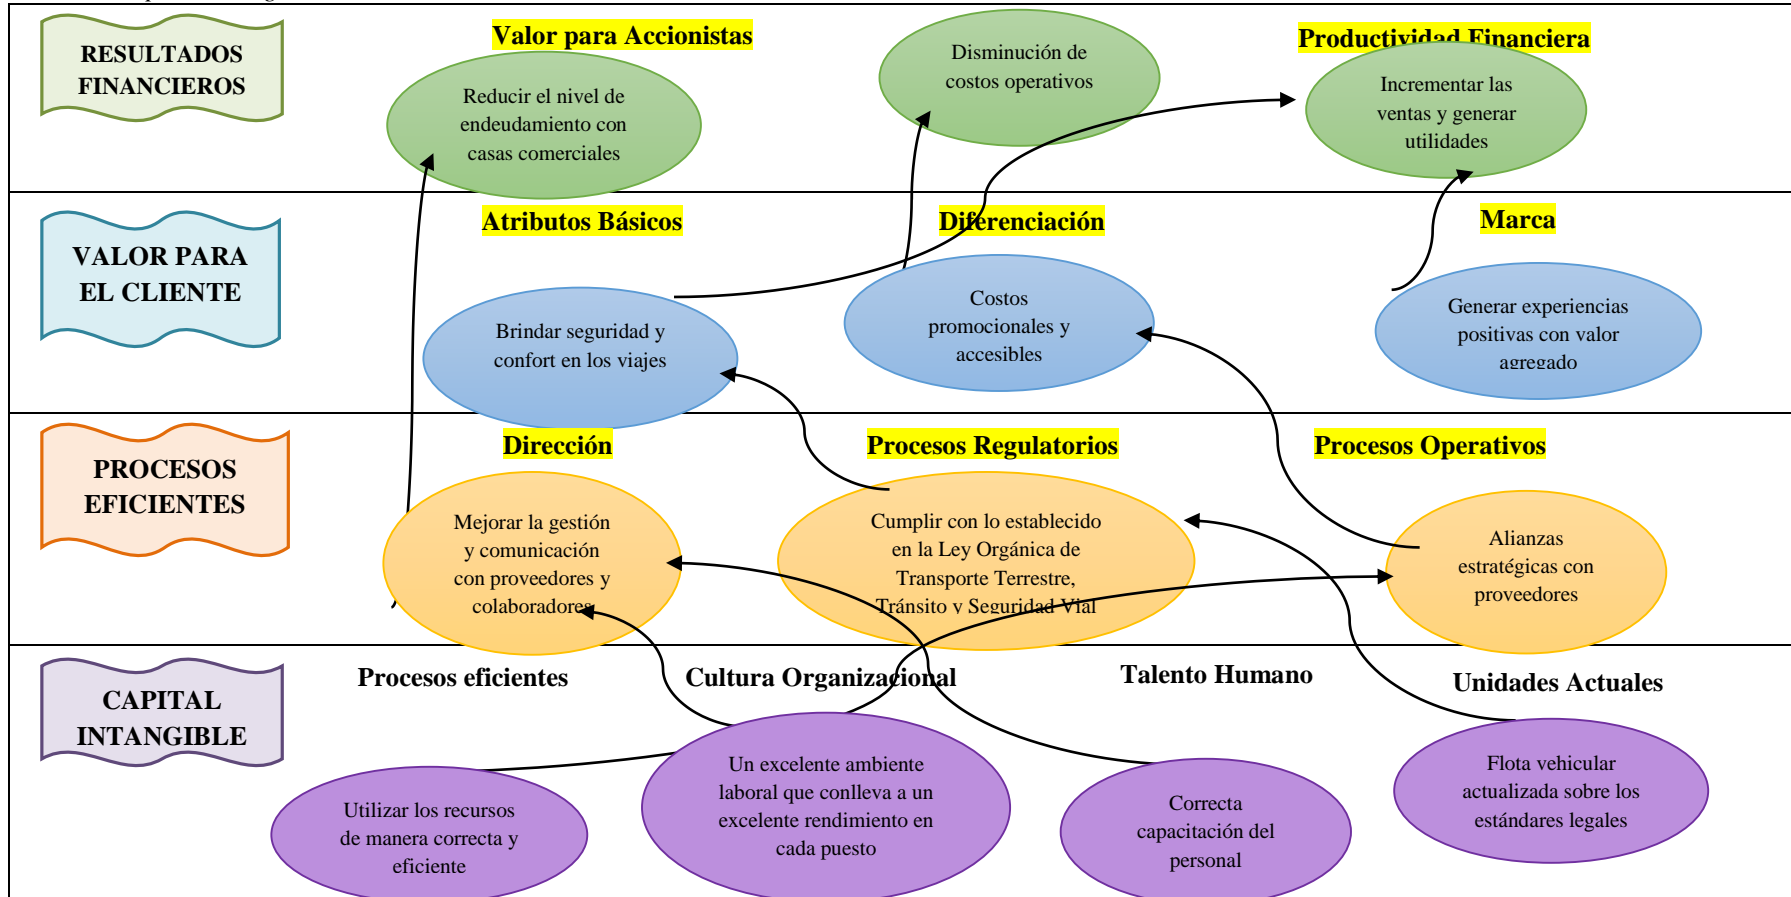 RESULTADOS
FINANCIEROS
Valor para Accionistas
Productividad Financiera
Reducir el nivel de
endeudamiento con
casas comerciales
Disminución de
costos operativos
Incrementar las
ventas y generar
utilidades
VALOR PARA
EL CLIENTE
Atributos Básicos
Diferenciación
Marca
Brindar seguridad y
confort en los viajes
Costos
promocionales y
accesibles
Generar experiencias
positivas con valor
agregado
PROCESOS
EFICIENTES
Dirección
Procesos Regulatorios
Procesos Operativos
Mejorar la gestión
y comunicación
con proveedores y
colaboradores
Cumplir con lo establecido
en la Ley Orgánica de
Transporte Terrestre,
Tránsito y Seguridad Vial
Alianzas
estratégicas con
proveedores
CAPITAL
INTANGIBLE
Procesos eficientes
Cultura Organizacional
Talento Humano
Unidades Actuales
Utilizar los recursos
de manera correcta y
eficiente
Un excelente ambiente
laboral que conlleva a un
excelente rendimiento en
cada puesto
Correcta
capacitación del
personal
Flota vehicular
actualizada sobre los
estándares legales